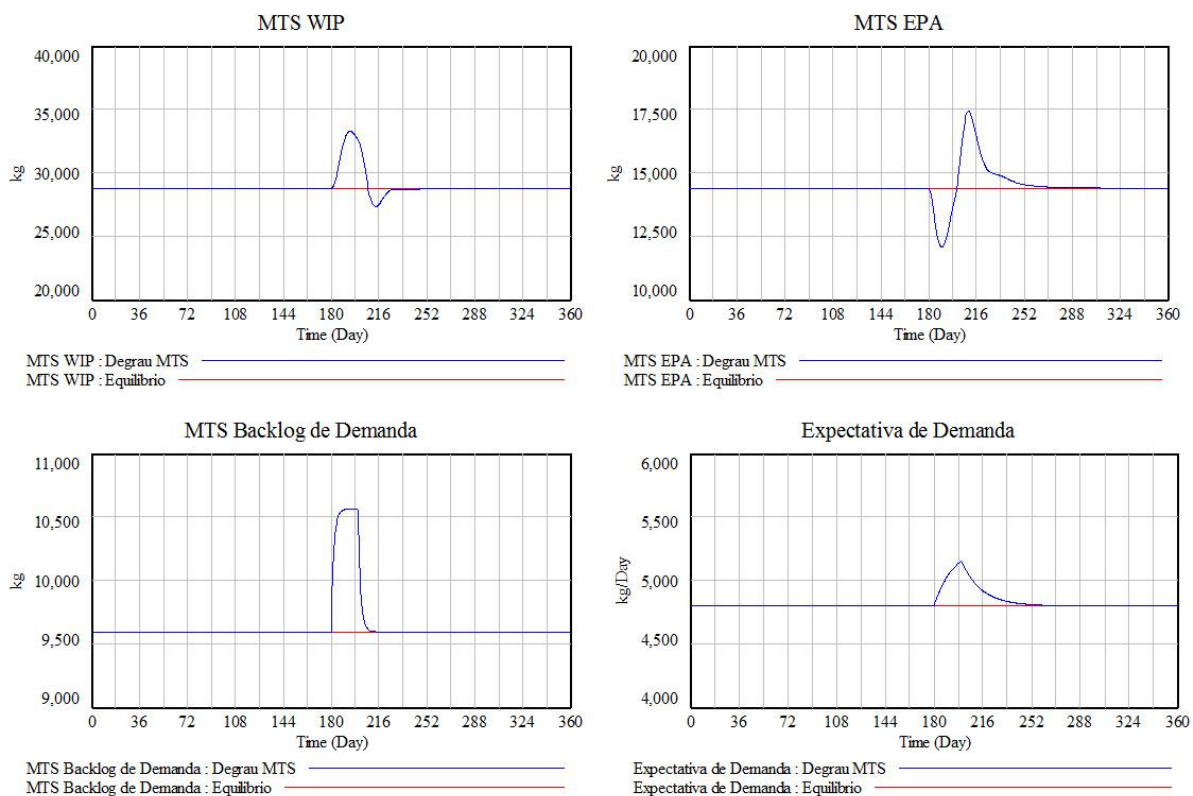 MTS WIP
40,000
35,000
30,000
25,000
20,000
kg
0 36 72 108 144 180 216 252 288 324 360
Time (Day)
MTS WIP : Degrau MTS
MTS WIP : Equilibrio
MTS EPA
20,000
17,500
15,000
12,500
10,000
kg
0 36 72 108 144 180 216 252 288 324 360
Time (Day)
MTS EPA : Degrau MTS
MTS EPA : Equilibrio
MTS Backlog de Demanda
11,000
10,500
10,000
9,500
9,000
kg
0 36 72 108 144 180 216 252 288 324 360
Time (Day)
MTS Backlog de Demanda : Degrau MTS
MTS Backlog de Demanda : Equilibrio
Expectativa de Demanda
6,000
5,500
5,000
4,500
4,000
kg/Day
0 36 72 108 144 180 216 252 288 324 360
Time (Day)
Expectativa de Demanda : Degrau MTS
Expectativa de Demanda : Equilibrio